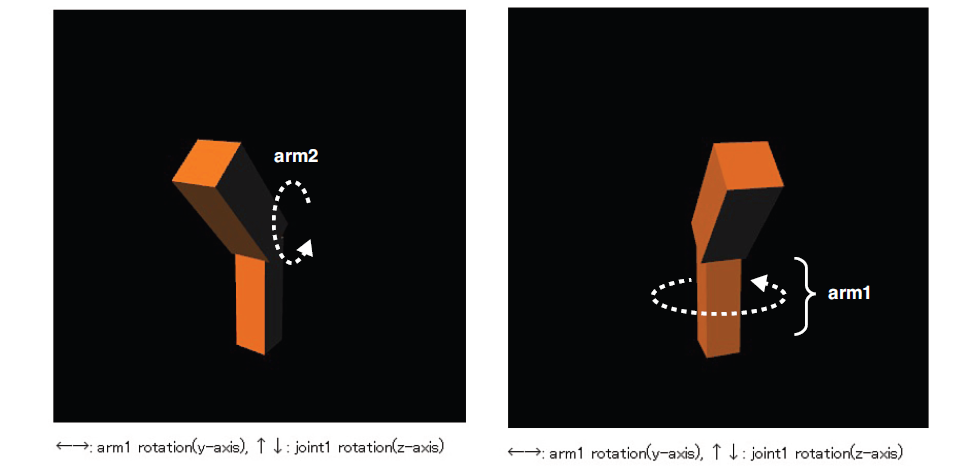 arm2
arm1
←→: arm1 rotation(y-axis), ↑↓: joint1 rotation(z-axis)
←→: arm1 rotation(y-axis), ↑↓: joint1 rotation(z-axis)